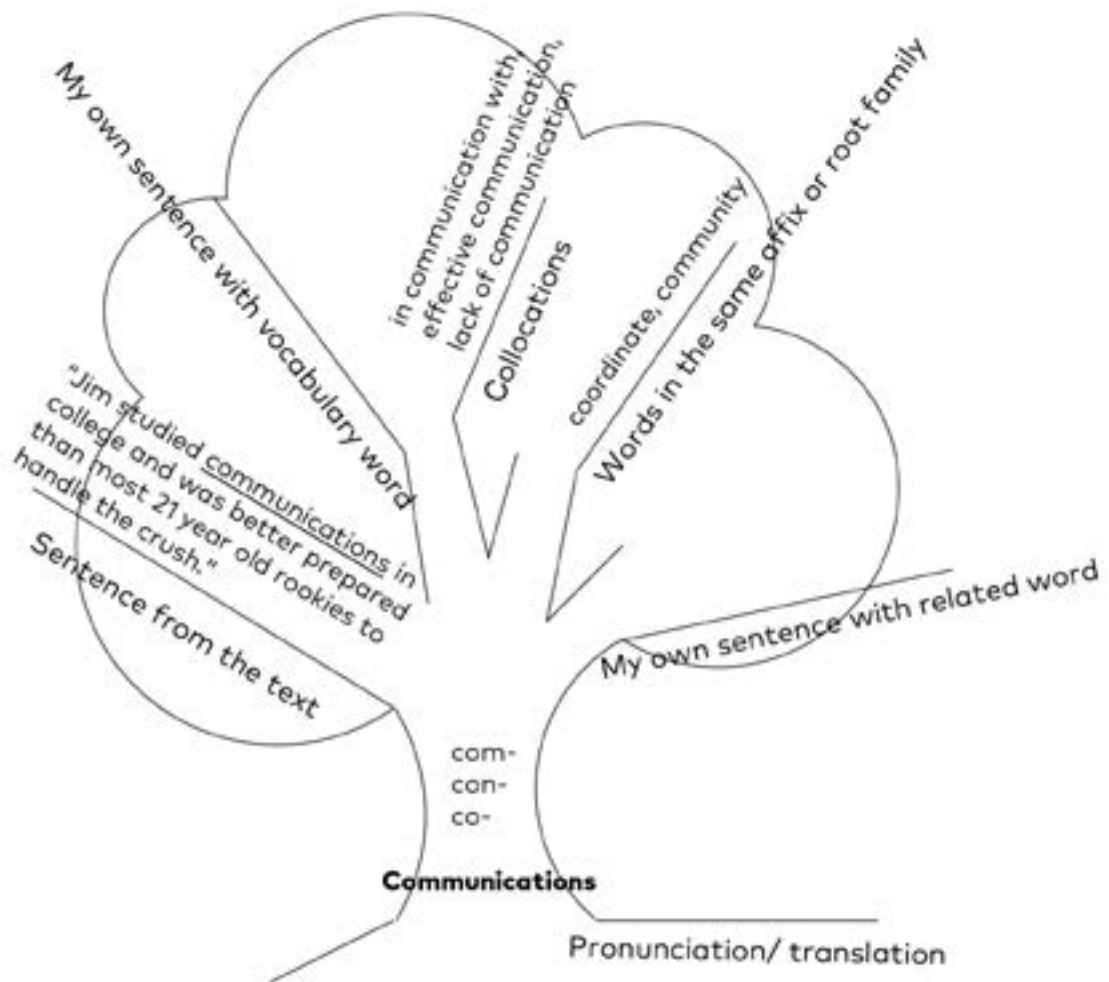 My own sentence with vocabulary word
in communication with,
effective communication,
lack of communication
Collocations
coordinate, community
Words in the same affix or root family
"Jim studied communications in
college and was better prepared
than most 21 year old rookies to
handle the crush."
Sentence from the text
My own sentence with related word
com-
con-
co-
Communications
Pronunciation/ translation